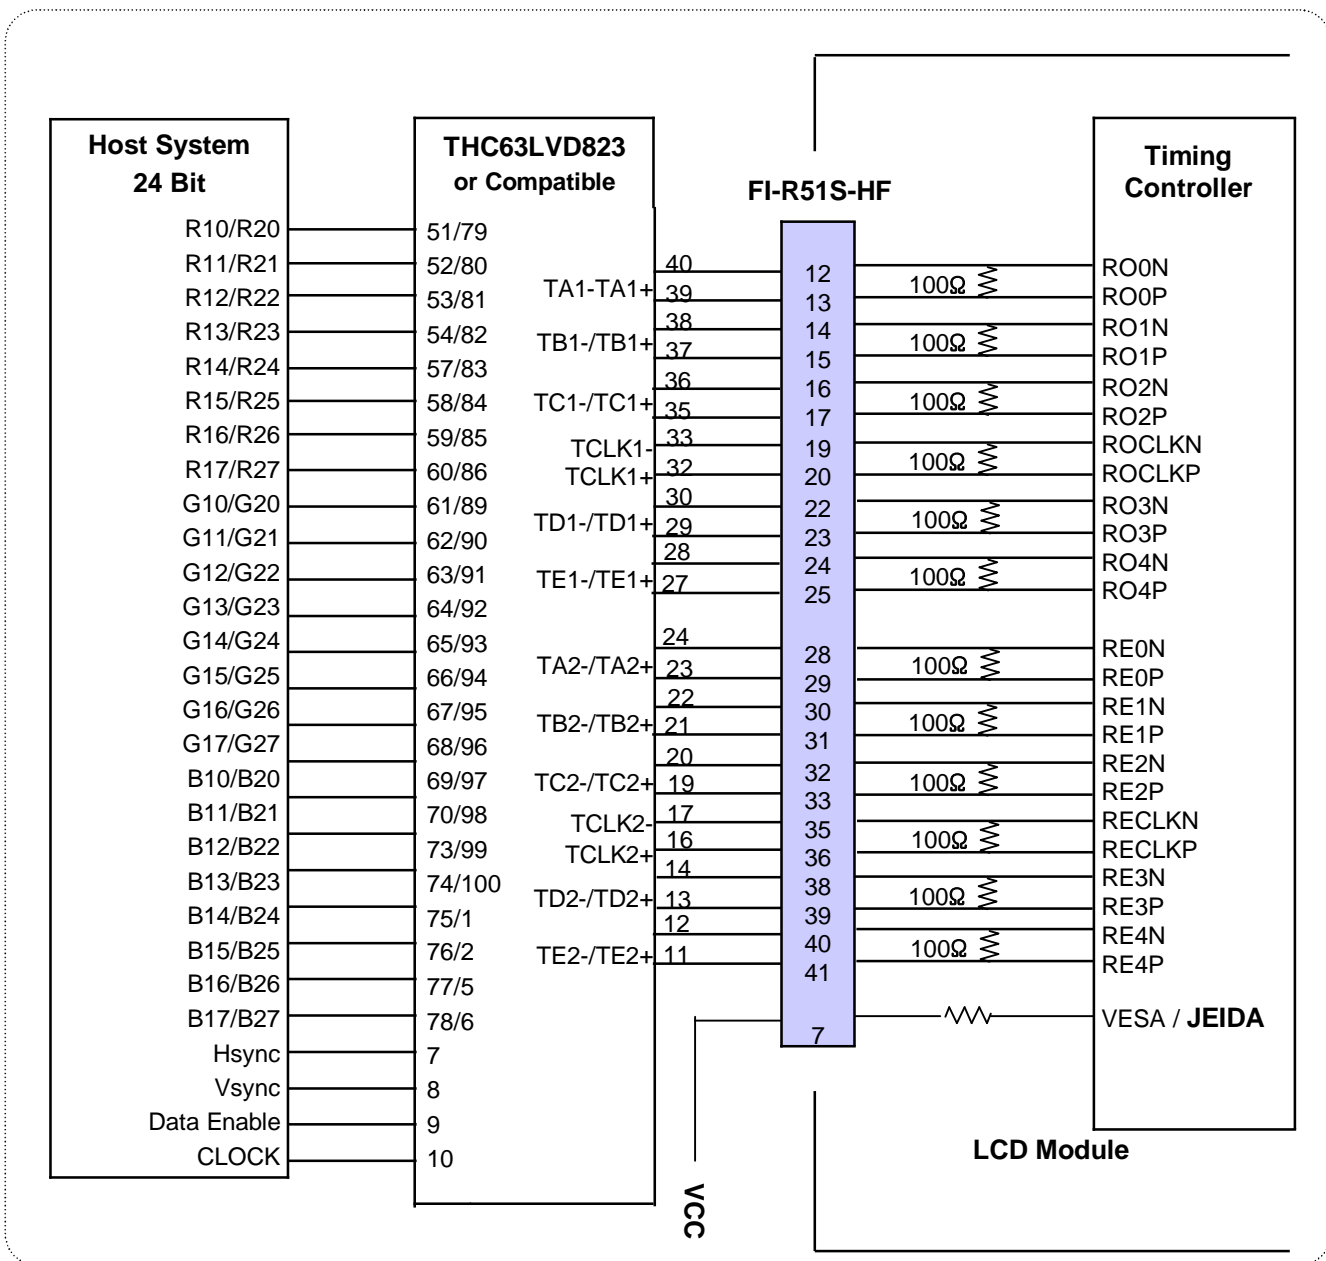 Host System
24 Bit
R10/R20
R11/R21
R12/R22
R13/R23
R14/R24
R15/R25
R16/R26
R17/R27
G10/G20
G11/G21
G12/G22
G13/G23
G14/G24
G15/G25
G16/G26
G17/G27
B10/B20
B11/B21
B12/B22
B13/B23
B14/B24
B15/B25
B16/B26
B17/B27
Hsync
Vsync
Data Enable
CLOCK
THC63LVD823
or Compatible
51/79
52/80
53/81
54/82
57/83
58/84
59/85
60/86
61/89
62/90
63/91
64/92
65/93
66/94
67/95
68/96
69/97
70/98
73/99
74/100
75/1
76/2
77/5
78/6
7
8
9
10
TA1-TA1+
TB1-/TB1+
TC1-/TC1+
TCLK1-
TCLK1+
TD1-/TD1+
TE1-/TE1+
TA2-/TA2+
TB2-/TB2+
TC2-/TC2+
TCLK2-
TCLK2+
TD2-/TD2+
TE2-/TE2+
40
39
38
37
36
35
33
32
30
29
28
27
24
23
22
21
20
19
17
16
14
13
12
11
VCC
FI-R51S-HF
12
13
14
15
16
17
19
20
22
23
24
25
28
29
30
31
32
33
35
36
38
39
40
41
7
100Ω
100Ω
100Ω
100Ω
100Ω
100Ω
100Ω
100Ω
100Ω
100Ω
100Ω
100Ω
Timing
Controller
RO0N
RO0P
RO1N
RO1P
RO2N
RO2P
ROCLKN
ROCLKP
RO3N
RO3P
RO4N
RO4P
RE0N
RE0P
RE1N
RE1P
RE2N
RE2P
RECLKN
RECLKP
RE3N
RE3P
RE4N
RE4P
VESA / JEIDA
LCD Module